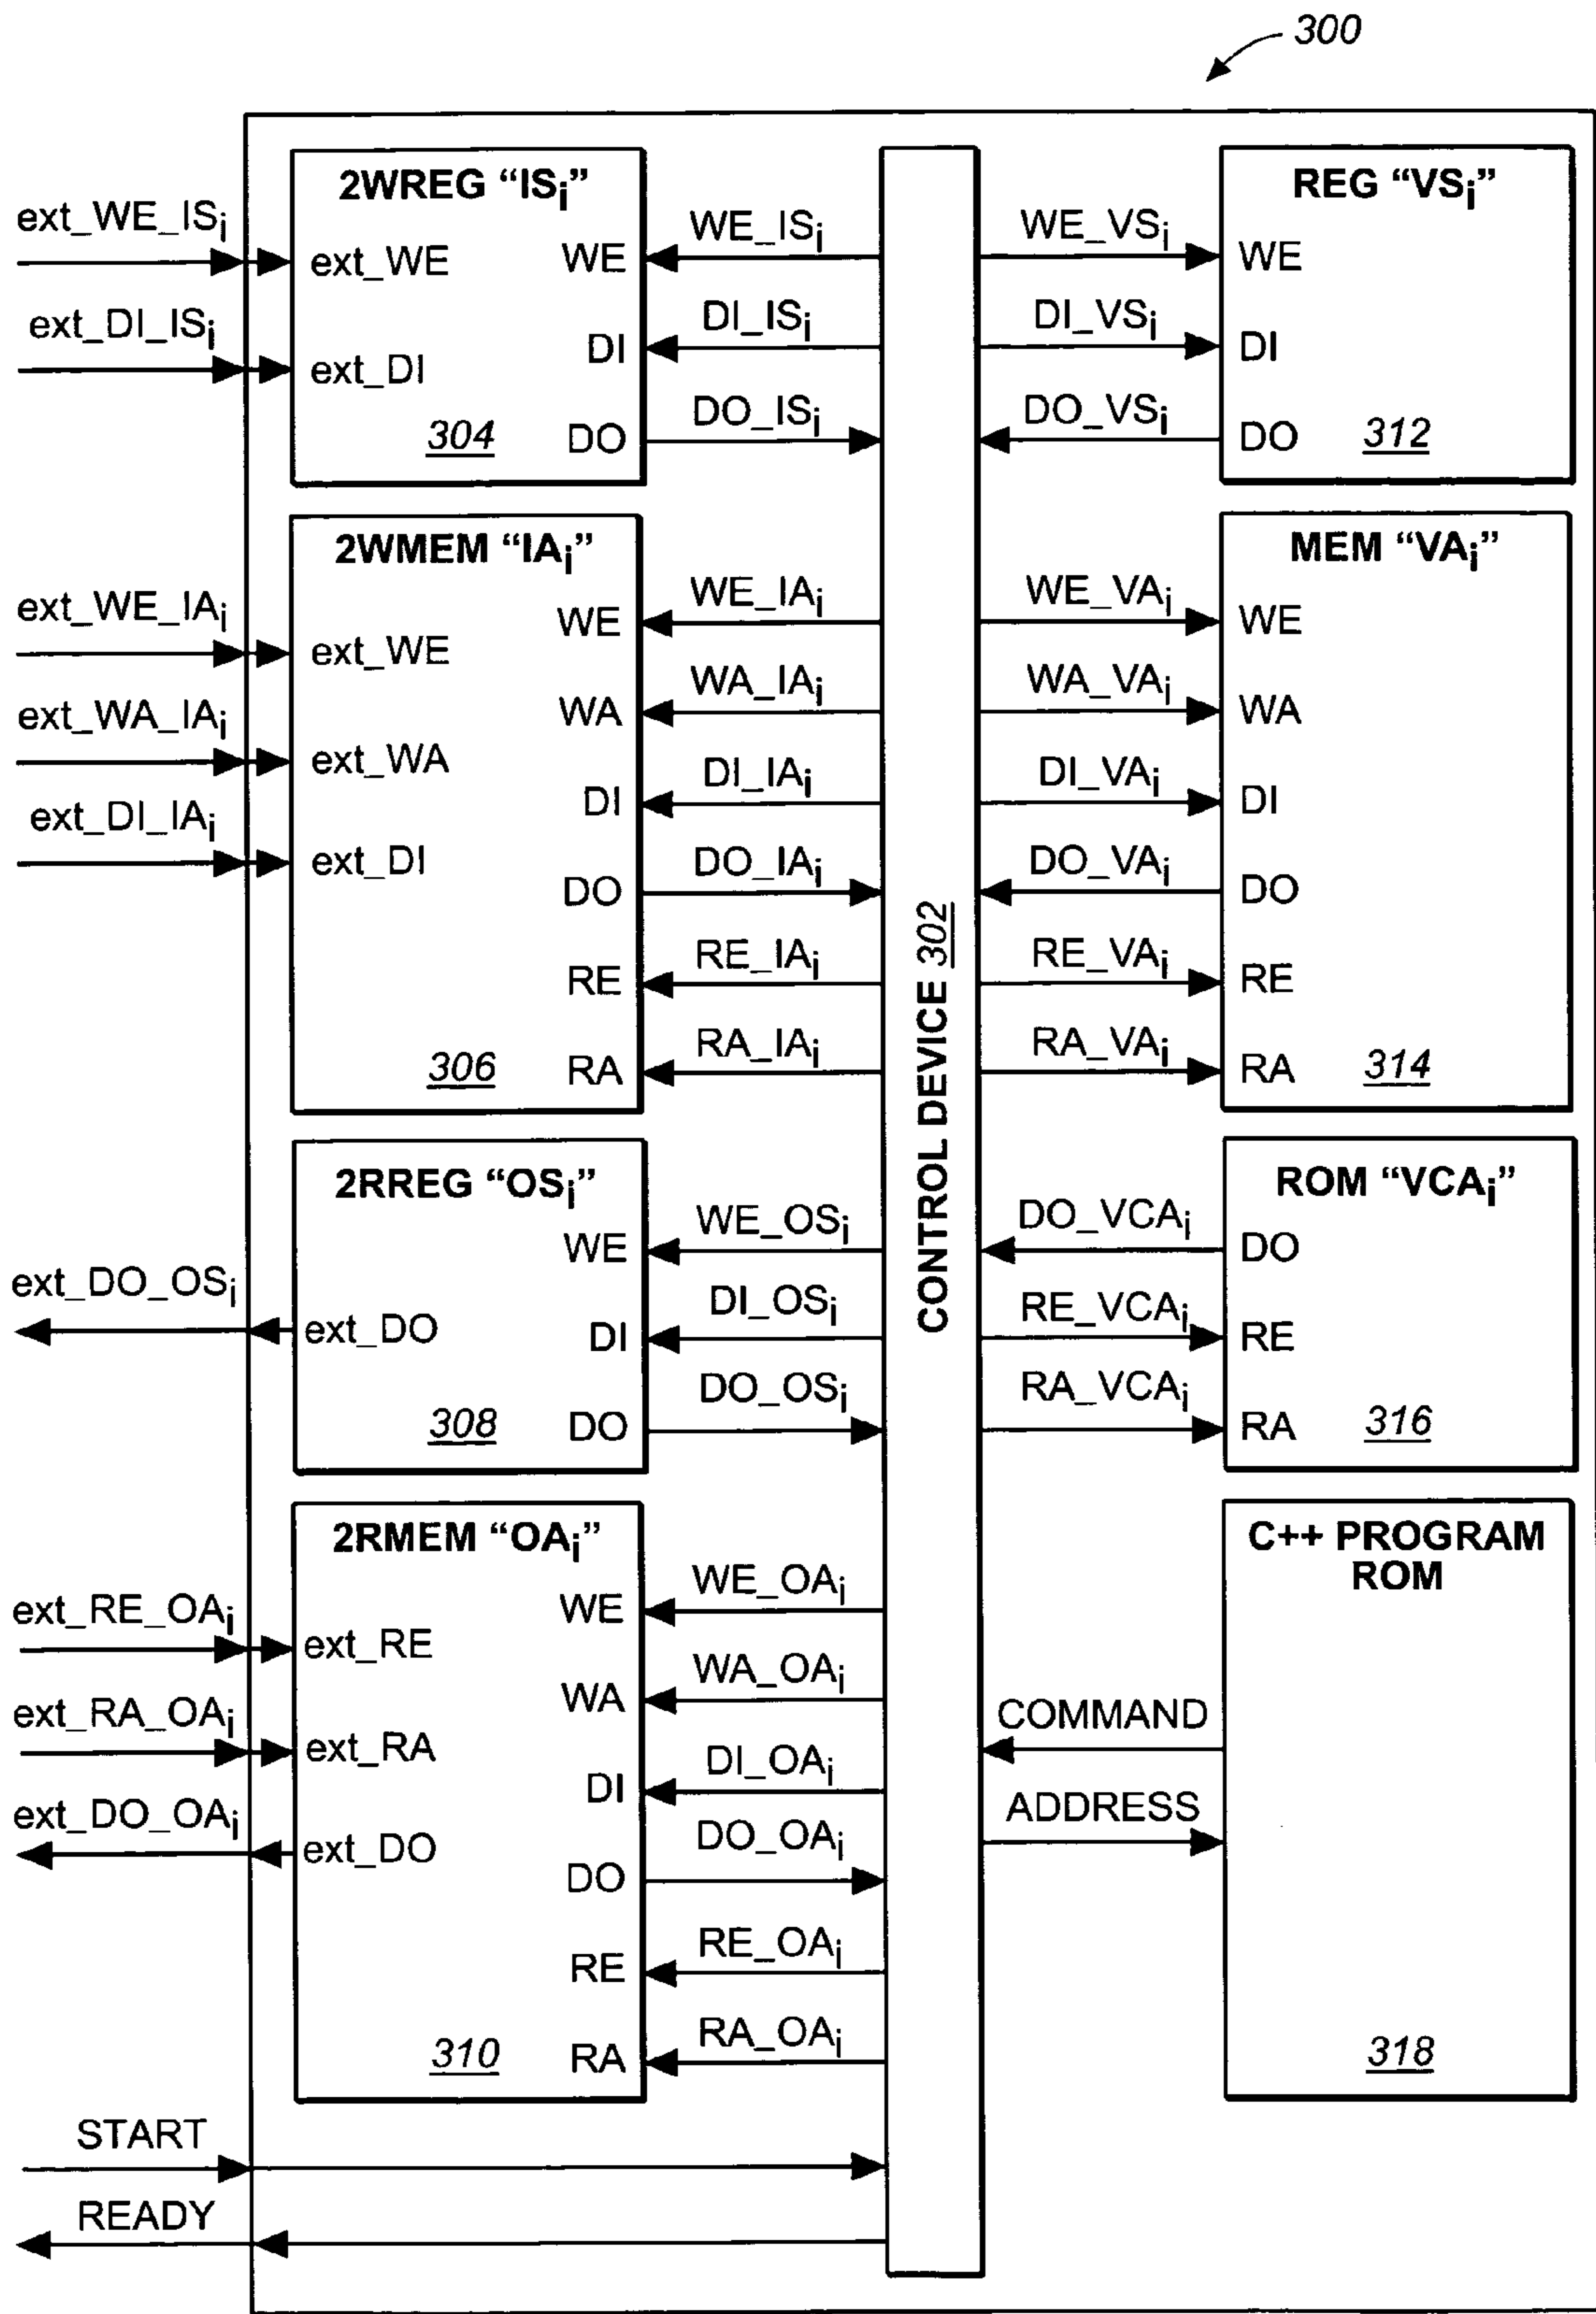 300
2WREG “ISi”
ext_WE_ISi
ext_WE
WE
WE_ISi
ext_DI_ISi
ext_DI
DI
DI_ISi
304
DO
DO_ISi
REG “VSi”
WE_VSi
WE
DI_VSi
DI
DO_VSi
DO
312
2WMEM “IAi”
ext_WE_IAi
ext_WE
WE
WE_IAi
ext_WA_IAi
ext_WA
WA
WA_IAi
ext_DI_IAi
ext_DI
DI
DI_IAi
DO
DO_IAi
RE
RE_IAi
306
RA
RA_IAi
CONTROL DEVICE 302
MEM “VAi”
WE_VAi
WE
WA_VAi
WA
DI_VAi
DI
DO_VAi
DO
RE_VAi
RE
RA_VAi
RA
314
2RREG “OSi”
WE
WE_OSi
ext_DO_OSi
ext_DO
DI
DI_OSi
308
DO
DO_OSi
ROM “VCAi”
DO_VCAi
DO
RE_VCAi
RE
RA_VCAi
RA
316
2RMEM “OAi”
ext_RE_OAi
ext_RE
WE
WE_OAi
ext_RA_OAi
ext_RA
WA
WA_OAi
DI
DI_OAi
ext_DO_OAi
ext_DO
DO
DO_OAi
RE
RE_OAi
310
RA
RA_OAi
C++ PROGRAM
ROM
COMMAND
ADDRESS
318
START
READY